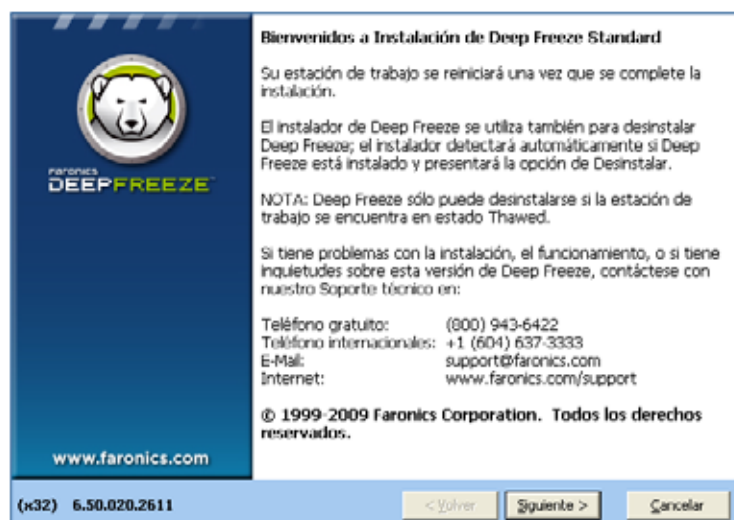 Bienvenidos a Instalación de Deep Freeze Standard
Su estación de trabajo se reiniciará una vez que se complete la
instalación.
El instalador de Deep Freeze se utiliza también para desinstalar
Deep Freeze; el instalador detectará automáticamente si Deep
Freeze está instalado y presentará la opción de Desinstalar.
NOTA: Deep Freeze sólo puede desinstalarse si la estación de
trabajo se encuentra en estado Thawed.
Si tiene problemas con la instalación, el funcionamiento, o si tiene
inquietudes sobre esta versión de Deep Freeze, contáctese con
nuestro Soporte técnico en:
Teléfono gratuito: (800) 943-6422
Teléfono internacionales: +1 (604) 637-3333
E-Mail: support@faronics.com
Internet: www.faronics.com/support
© 1999-2009 Faronics Corporation. Todos los derechos
reservados.
FARONICS
DEEPFREEZE
www.faronics.com
(x32) 6.50.020.2611
< Volver
Siguiente >
Cancelar